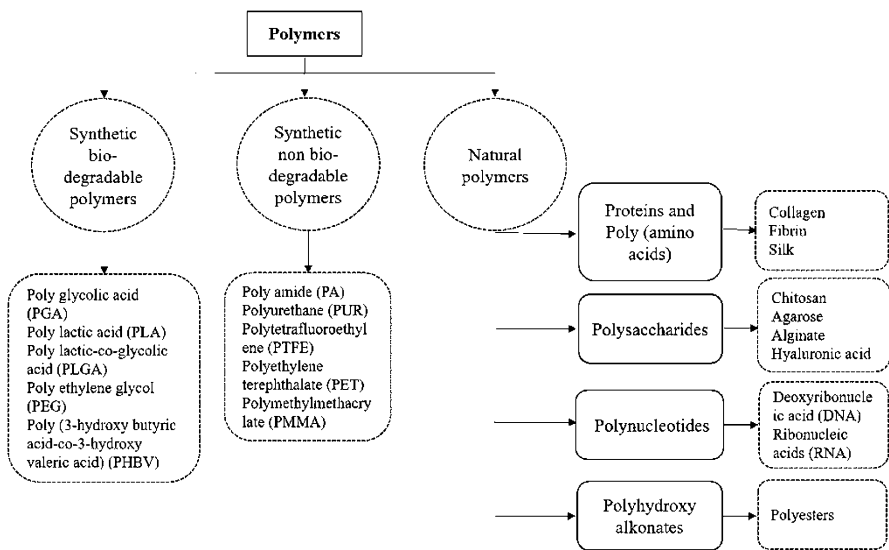 Polymers
Synthetic
bio-
degradable
polymers
Synthetic
non bio-
degradable
polymers
Natural
polymers
Poly glycolic acid
(PGA)
Poly lactic acid (PLA)
Poly lactic-co-glycolic
acid (PLGA)
Poly ethylene glycol
(PEG)
Poly (3-hydroxy butyric
acid-co-3-hydroxy
valeric acid) (PHBV)
Poly amide (PA)
Polyurethane (PUR)
Polytetrafluoroethyl
ene (PTFE)
Polyethylene
terephthalate (PET)
Polymethylmethacry
late (PMMA)
Proteins and
Poly (amino
acids)
Collagen
Fibrin
Silk
Polysaccharides
Chitosan
Agarose
Alginate
Hyaluronic acid
Polynucleotides
Deoxyribonucle
ic acid (DNA)
Ribonucleic
acids (RNA)
Polyhydroxy
alkonates
Polyesters